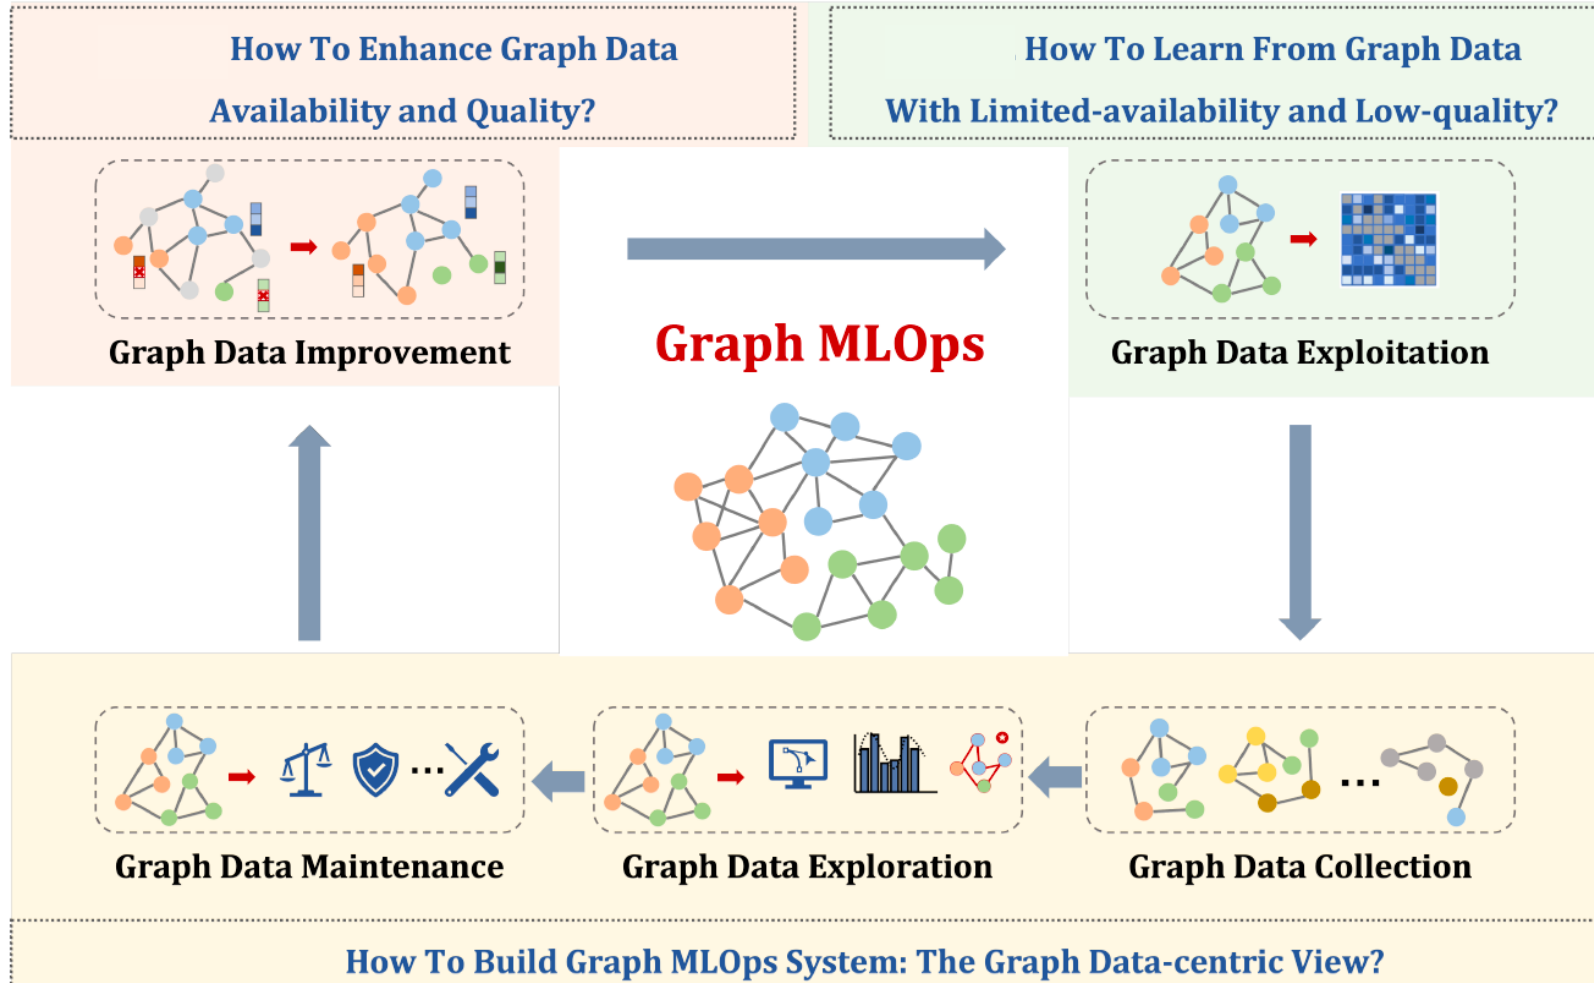 How To Enhance Graph Data
Availability and Quality?
How To Learn From Graph Data
With Limited-availability and Low-quality?
Graph Data Improvement
Graph MLOps
Graph Data Exploitation
Graph Data Maintenance
Graph Data Exploration
Graph Data Collection
How To Build Graph MLOps System: The Graph Data-centric View?